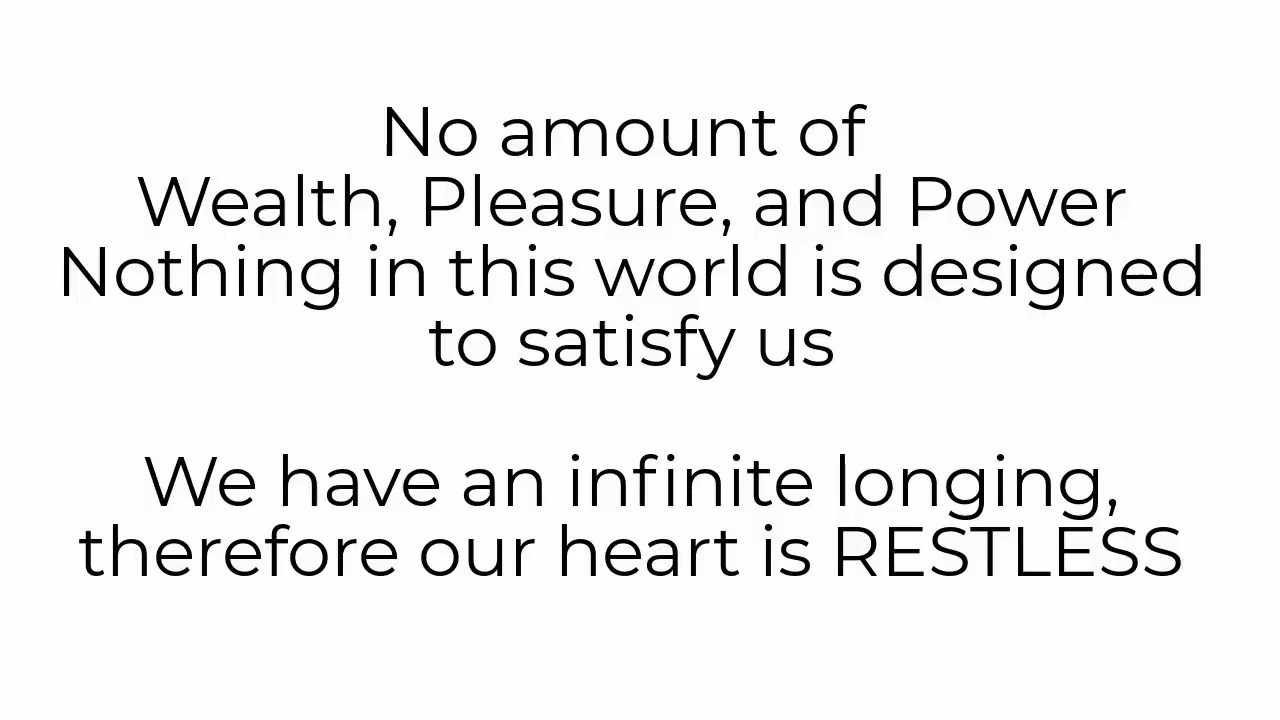 No amount of
Wealth, Pleasure, and Power
Nothing in this world is designed
to satisfy us
We have an infinite longing,
therefore our heart is RESTLESS